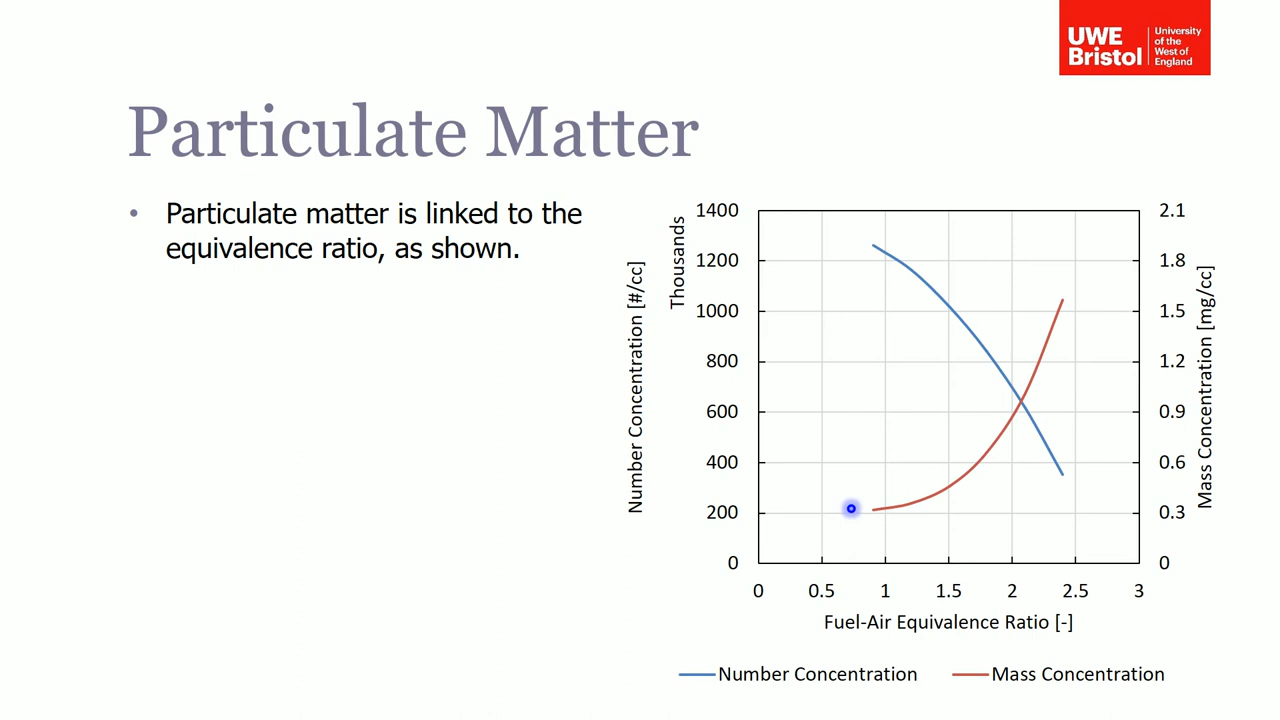 UWE
Bristol
University
of the
West of
England
Particulate Matter
• Particulate matter is linked to the
equivalence ratio, as shown.
Number Concentration [#/cc]
Thousands
1400
1200
1000
800
600
400
200
0
2.1
1.8
1.5
1.2
0.9
0.6
0.3
0
Mass Concentration [mg/cc]
0 0.5 1 1.5 2 2.5 3
Fuel-Air Equivalence Ratio [-]
Number Concentration Mass Concentration